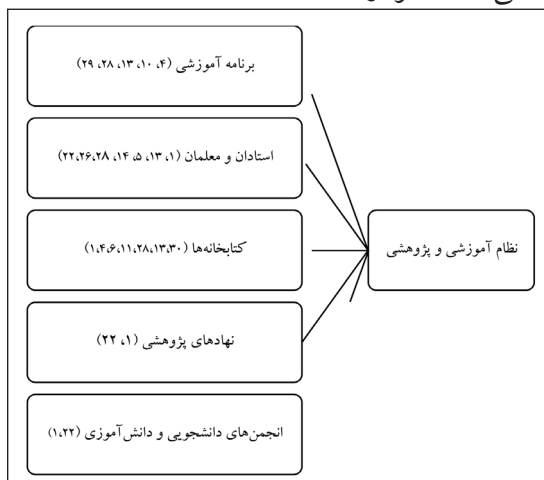 برنامه آموزشی (۴، ۱۰، ۱۳، ۲۸، ۲۹)
استادان و معلمان (۱، ۱۳، ۵، ۱۴، ۲۲،۲۶،۲۸)
کتابخانه‌ها (۱،۴،۶،۱۱،۲۸،۱۳،۳۰)
نظام آموزشی و پژوهشی
نهادهای پژوهشی (۱، ۲۲)
انجمن‌های دانشجویی و دانش‌آموزی (۱،۲۲)